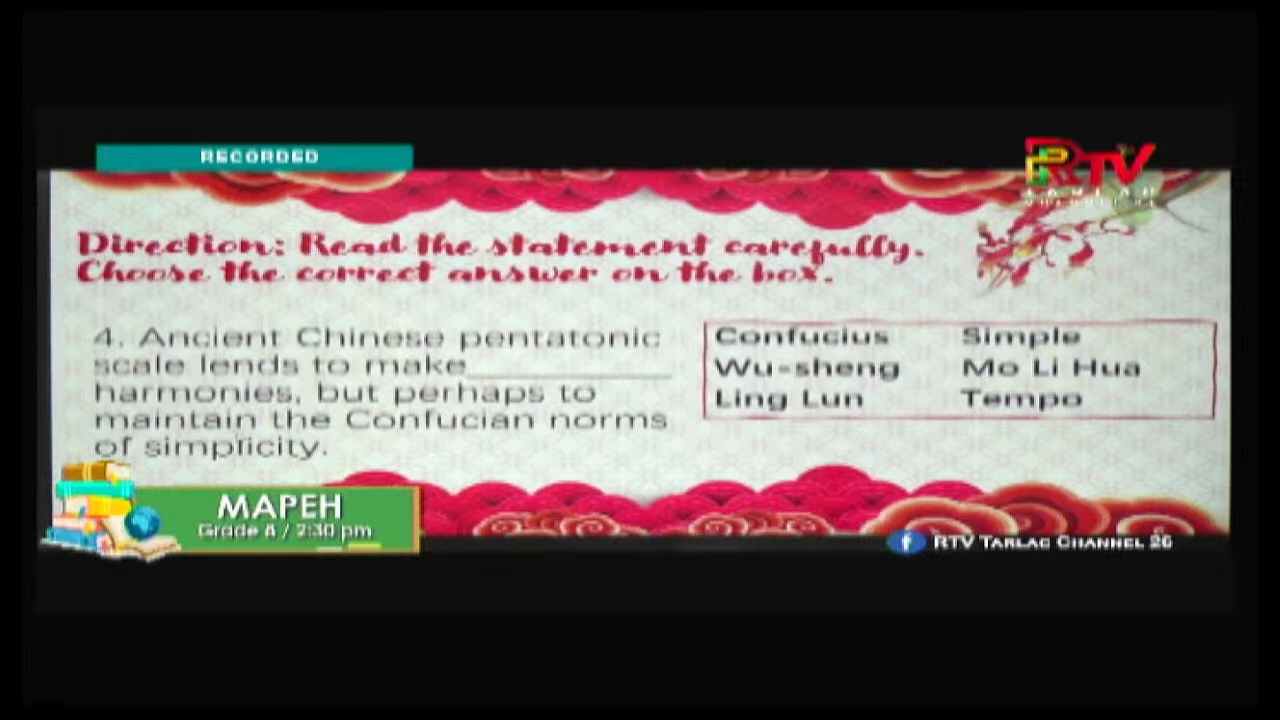 RECORDED
RTV
Direction: Read the statement carefully.
Choose the correct answer on the box.
4. Ancient Chinese pentatonic
scale lends to make__________
harmonies, but perhaps to
maintain the Confucian norms
of simplicity.
Confucius Simple
Wu-sheng Mo Li Hua
Ling Lun Tempo
MAPEH
Grade 8 / 2:30 pm
RTV TARLAC CHANNEL 26